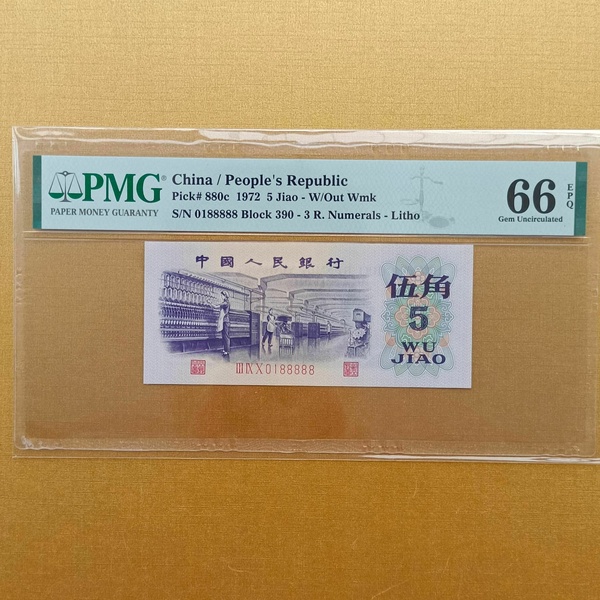 PMG®
PAPER MONEY GUARANTY
China / People's Republic
Pick# 880c 1972 5 Jiao - W/Out Wmk
S/N 0188888 Block 390 - 3 R. Numerals - Litho
66 EPQ
Gem Uncirculated
中國人民銀行
伍角
5
WU
JIAO
ⅢⅨⅩ0188888